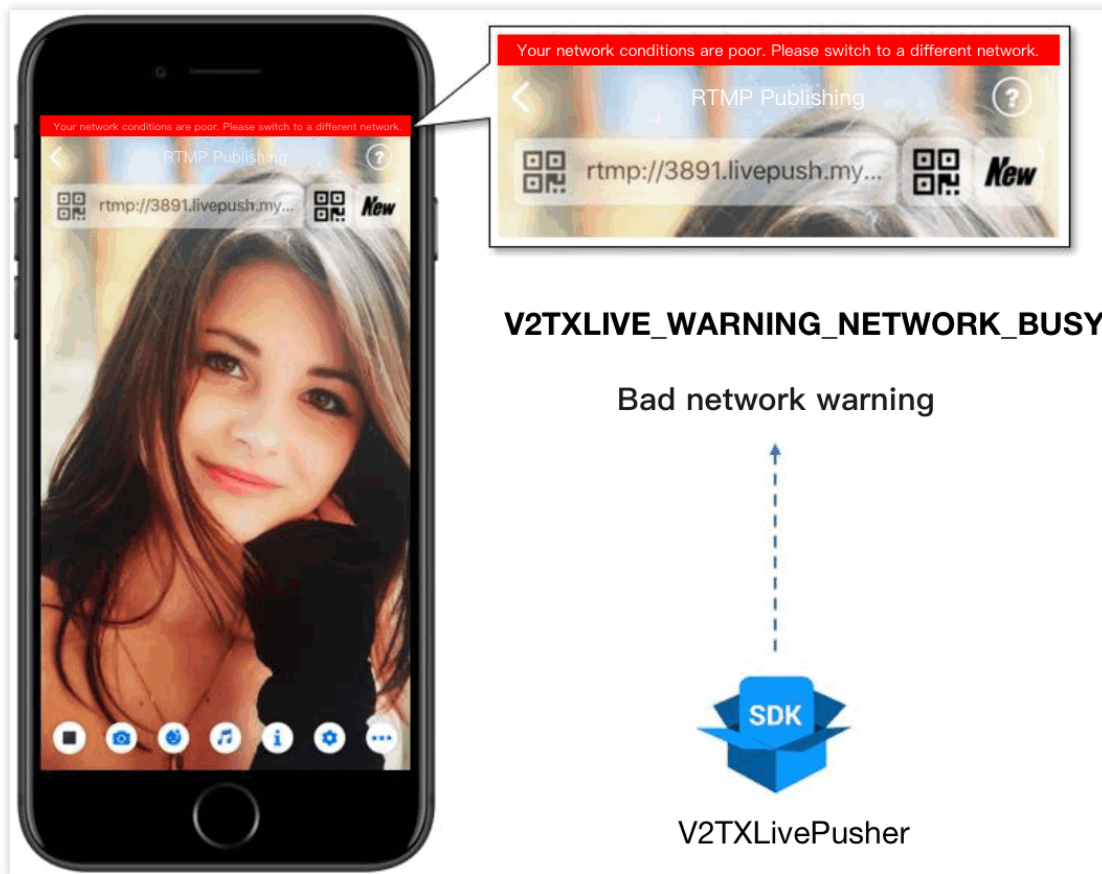 Your network conditions are poor. Please switch to a different network.
RTMP Publishing
?
rtmp://3891.livepush.my...
New
Your network conditions are poor. Please switch to a different network.
RTMP Publishing
?
rtmp://3891.livepush.my...
New
V2TXLIVE_WARNING_NETWORK_BUSY
Bad network warning
SDK
V2TXLivePusher